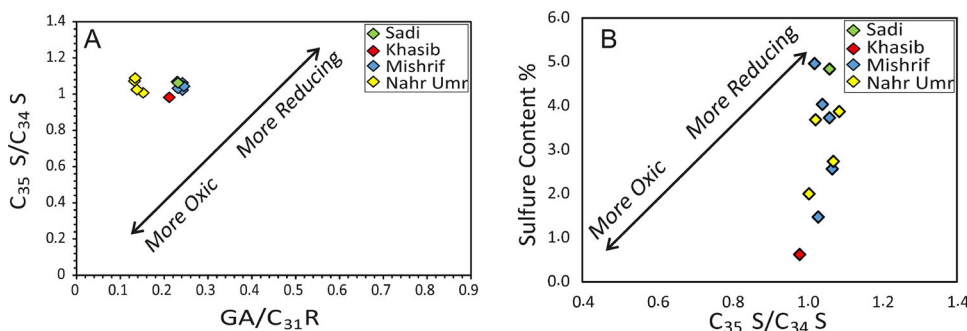 A
Sadi
Khasib
Mishrif
Nahr Umr
More Reducing
More Oxic
C35 S/C34 S
1.4
1.2
1
0.8
0.6
0.4
0.2
0
0 0.1 0.2 0.3 0.4 0.5 0.6 0.7 0.8 0.9
GA/C31R
B
Sadi
Khasib
Mishrif
Nahr Umr
More Reducing
More Oxic
Sulfure Content %
6.0
5.0
4.0
3.0
2.0
1.0
0.0
0.4 0.6 0.8 1.0 1.2 1.4
C35 S/C34 S